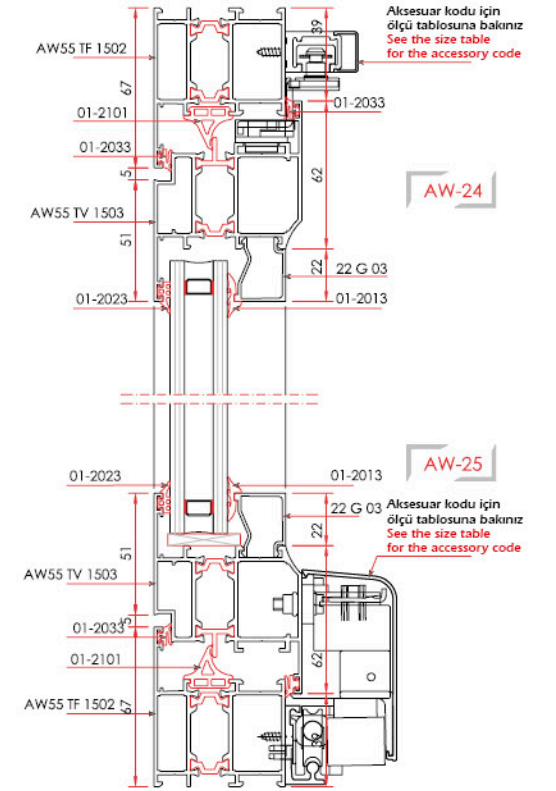 Aksesuar kodu için
ölçü tablosuna bakınız
See the size table
for the accessory code
39
AW55 TF 1502
67
01-2101
01-2033
01-2033
5
62
AW-24
AW55 TV 1503
51
22
22 G 03
01-2023
01-2013
AW-25
01-2023
01-2013
22 G 03
Aksesuar kodu için
ölçü tablosuna bakınız
See the size table
for the accessory code
22
51
AW55 TV 1503
5
01-2033
62
01-2101
AW55 TF 1502
67
39